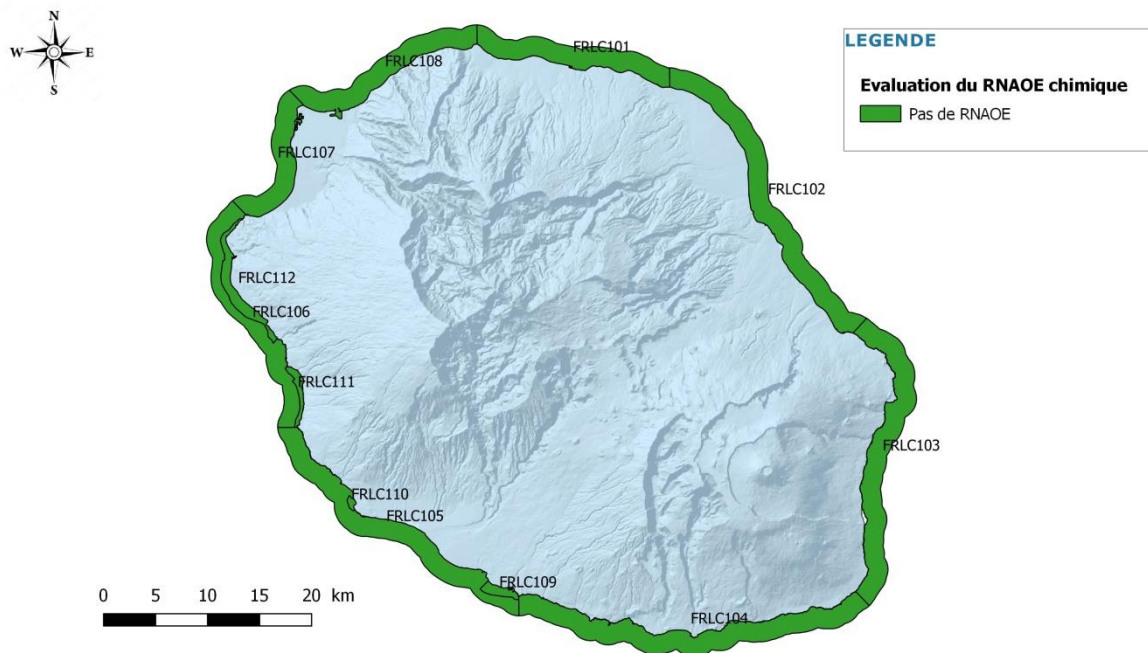 N
W E
S
LEGENDE
Evaluation du RNAOE chimique
Pas de RNAOE
FRLC101
FRLC108
FRLC107
FRLC102
FRLC112
FRLC106
FRLC111
FRLC103
FRLC110
FRLC105
FRLC109
FRLC104
0 5 10 15 20 km